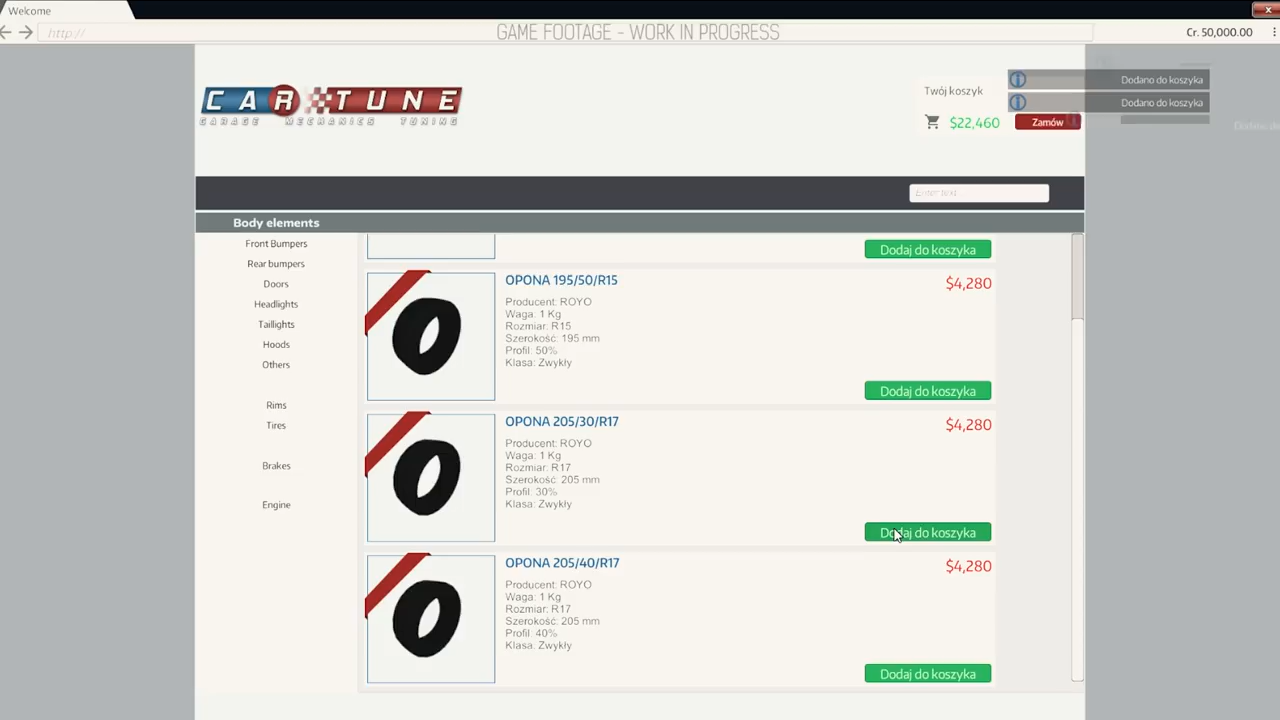 Welcome
http://
GAME FOOTAGE - WORK IN PROGRESS
Cr. 50,000.00
CAR TUNE
GARAGE MECHANICS TUNING
Twój koszyk
$22,460
Zamów
Dodano do koszyka
Dodano do koszyka
Enter text
Body elements
Front Bumpers
Rear bumpers
Doors
Headlights
Taillights
Hoods
Others
Rims
Tires
Brakes
Engine
Dodaj do koszyka
OPONA 195/50/R15
$4,280
Producent: ROYO
Waga: 1 Kg
Rozmiar: R15
Szerokość: 195 mm
Profil: 50%
Klasa: Zwykły
Dodaj do koszyka
OPONA 205/30/R17
$4,280
Producent: ROYO
Waga: 1 Kg
Rozmiar: R17
Szerokość: 205 mm
Profil: 30%
Klasa: Zwykły
Dodaj do koszyka
OPONA 205/40/R17
$4,280
Producent: ROYO
Waga: 1 Kg
Rozmiar: R17
Szerokość: 205 mm
Profil: 40%
Klasa: Zwykły
Dodaj do koszyka